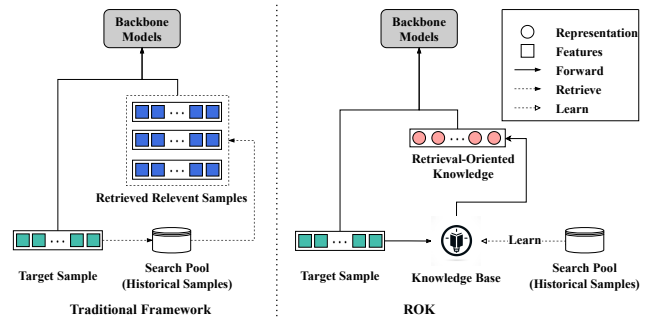 Backbone
Models
Retrieved Relevent Samples
Target Sample
Search Pool
(Historical Samples)
Traditional Framework
Backbone
Models
Representation
Features
Forward
Retrieve
Learn
Retrieval-Oriented
Knowledge
Learn
Target Sample
Knowledge Base
Search Pool
(Historical Samples)
ROK